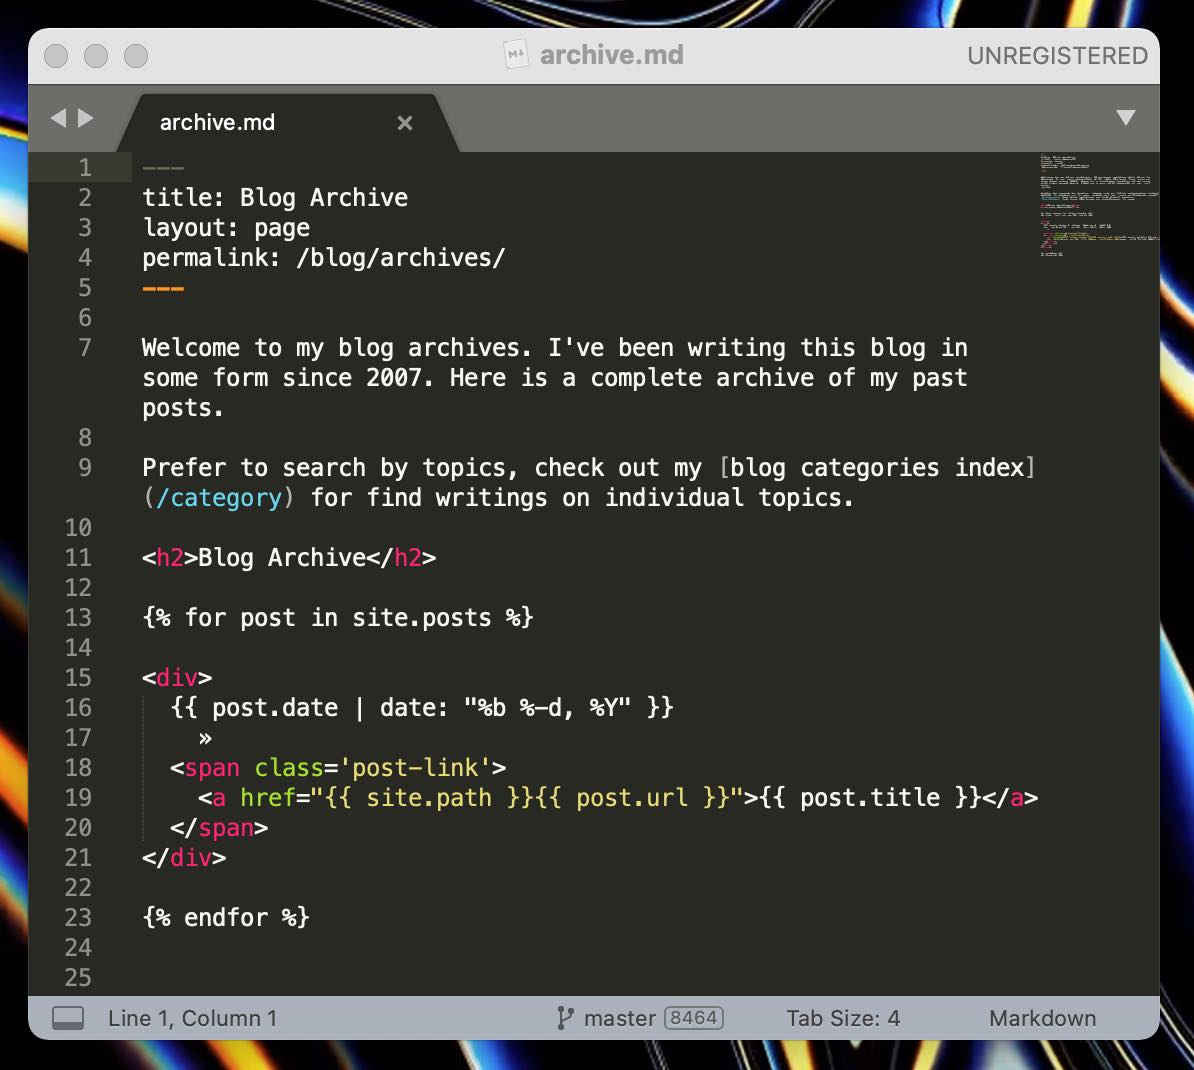 archive.md
UNREGISTERED
archive.md
1 ---
2 title: Blog Archive
3 layout: page
4 permalink: /blog/archives/
5 ---
6
7 Welcome to my blog archives. I've been writing this blog in
some form since 2007. Here is a complete archive of my past
posts.
8
9 Prefer to search by topics, check out my [blog categories index]
(/category) for find writings on individual topics.
10
11 <h2>Blog Archive</h2>
12
13 {% for post in site.posts %}
14
15 <div>
16   {{ post.date | date: "%b %-d, %Y" }}
17     »
18   <span class='post-link'>
19     <a href="{{ site.path }}{{ post.url }}">{{ post.title }}</a>
20   </span>
21 </div>
22
23 {% endfor %}
24
25
Line 1, Column 1
master 8464
Tab Size: 4
Markdown